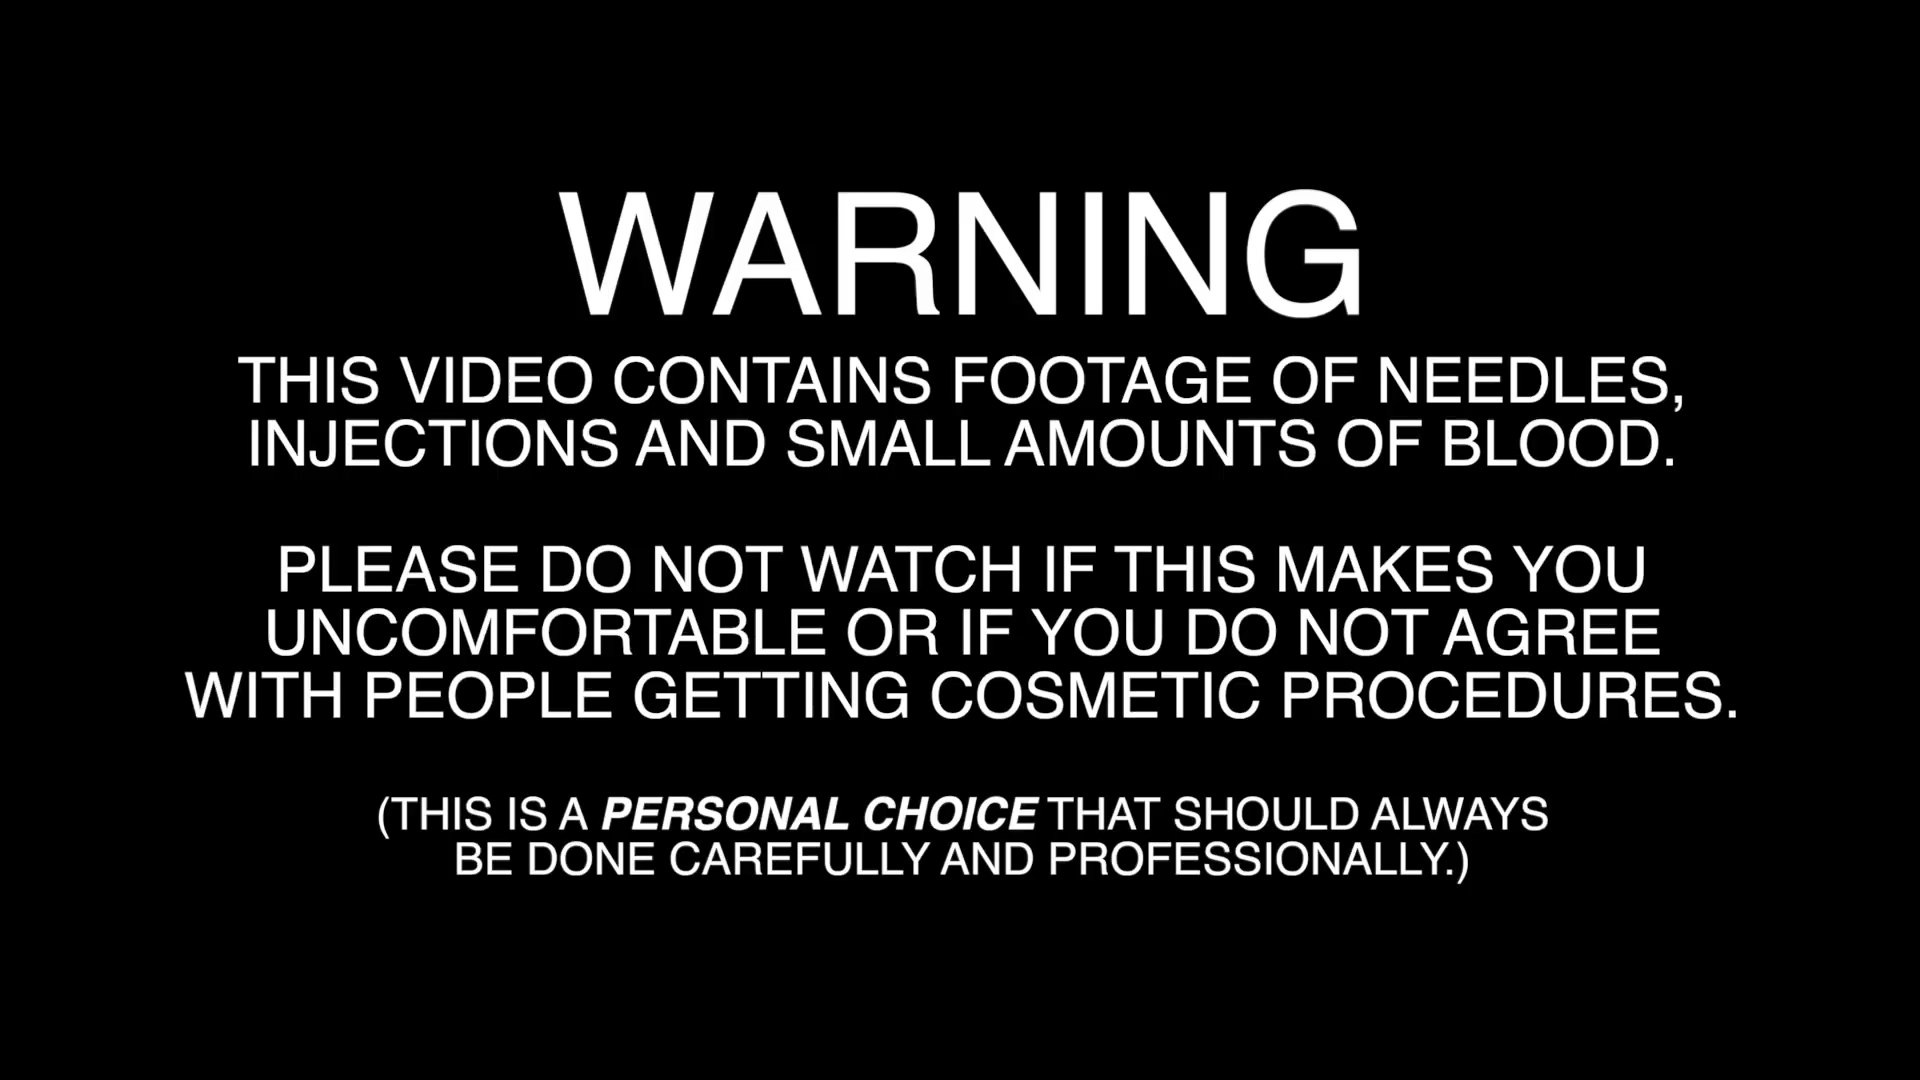 WARNING
THIS VIDEO CONTAINS FOOTAGE OF NEEDLES,
INJECTIONS AND SMALL AMOUNTS OF BLOOD.
PLEASE DO NOT WATCH IF THIS MAKES YOU
UNCOMFORTABLE OR IF YOU DO NOT AGREE
WITH PEOPLE GETTING COSMETIC PROCEDURES.
(THIS IS A PERSONAL CHOICE THAT SHOULD ALWAYS
BE DONE CAREFULLY AND PROFESSIONALLY.)